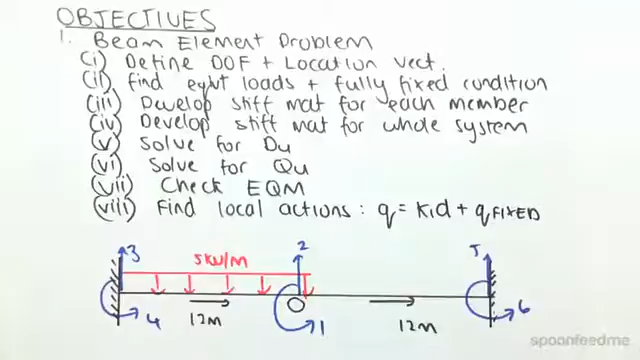 OBJECTIVES
1. Beam Element Problem
(i) Define DOF + Location Vect.
(ii) find eqvt loads + fully fixed condition
(iii) Develop stiff mat for each member
(iv) Develop stiff mat for whole system
(v) Solve for Du
(vi) Solve for Qu
(vii) Check EQM
(viii) Find local actions: q = K1d + qFIXED
3 5kN/M 2 5
4 12M 1 12M 6
spoonfeedme